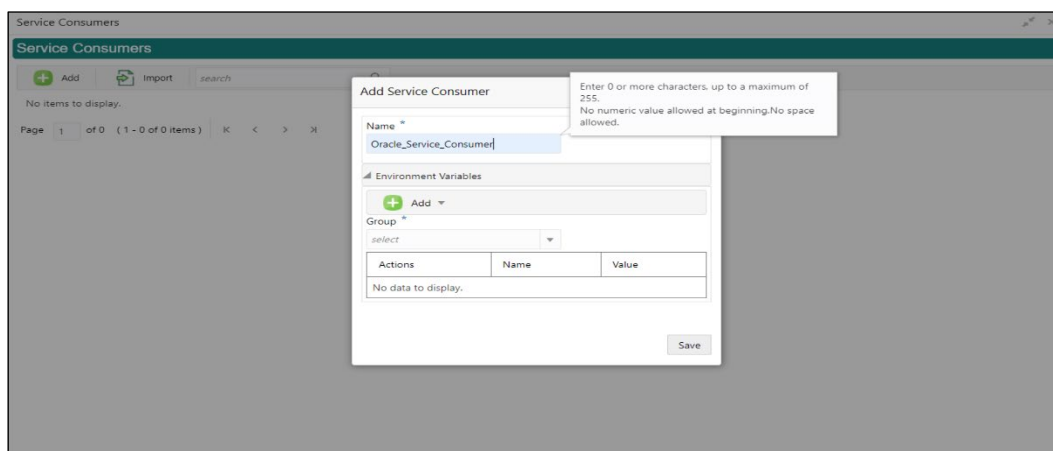 Service Consumers
Service Consumers
Add Import search
No items to display.
Page 1 of 0 (1 - 0 of 0 items)
Add Service Consumer
Enter 0 or more characters, up to a maximum of
255.
No numeric value allowed at beginning.No space
allowed.
Name *
Oracle_Service_Consumer
Environment Variables
Add
Group *
select
Actions Name Value
No data to display.
Save